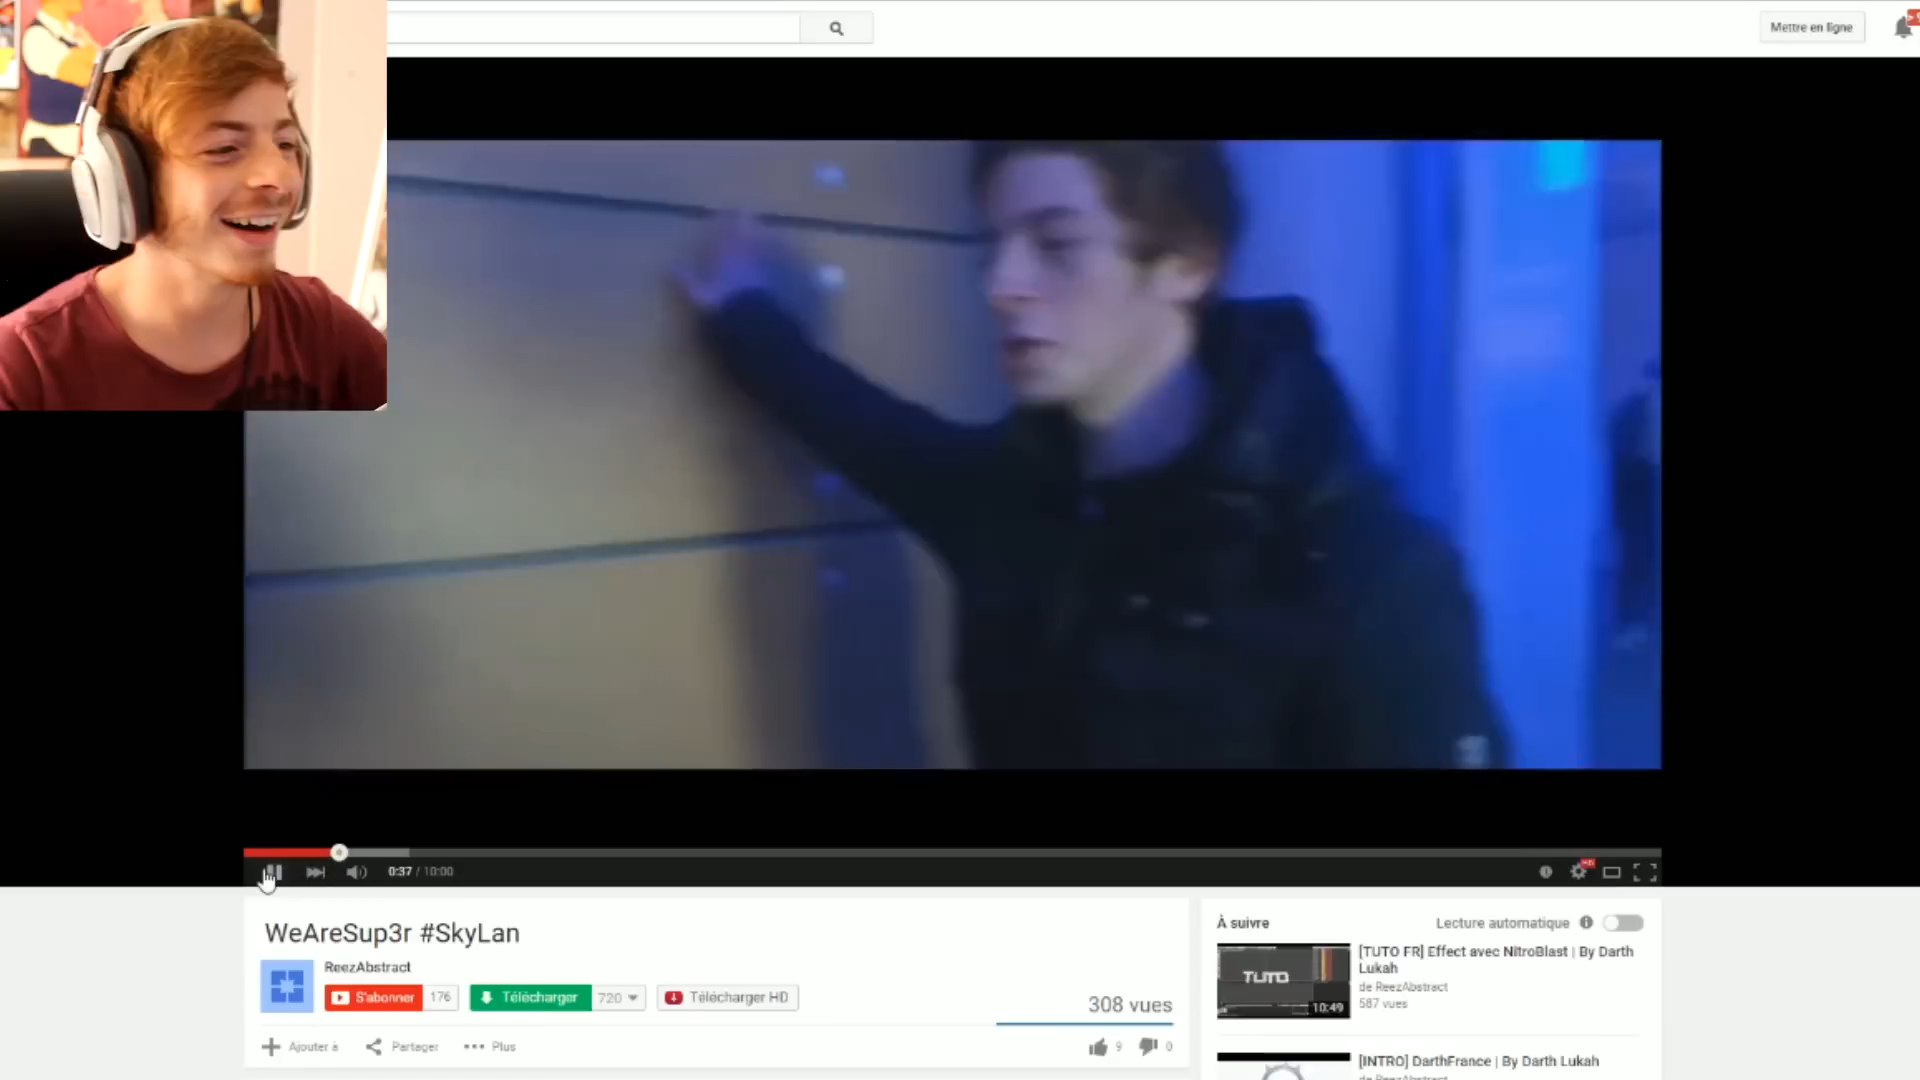 Mettre en ligne
0:37 / 10:00
WeAreSup3r #SkyLan
ReezAbstract
S'abonner 176
Télécharger 720
Télécharger HD
308 vues
Ajouter à
Partager
Plus
9
0
À suivre
Lecture automatique
TUTO
10:49
[TUTO FR] Effect avec NitroBlast | By Darth
Lukah
de ReezAbstract
587 vues
[INTRO] DarthFrance | By Darth Lukah
de ReezAbstract